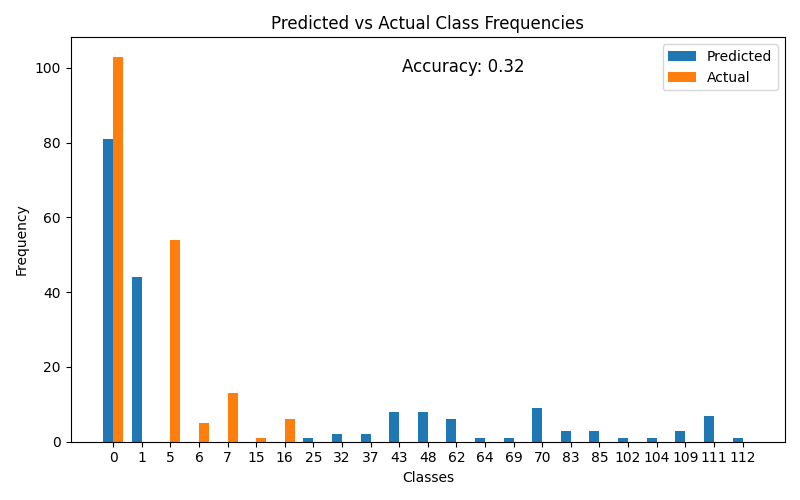 Predicted vs Actual Class Frequencies
Accuracy: 0.32
Predicted
Actual
Frequency
100
80
60
40
20
0
0 1 5 6 7 15 16 25 32 37 43 48 62 64 69 70 83 85 102 104 109 111 112
Classes